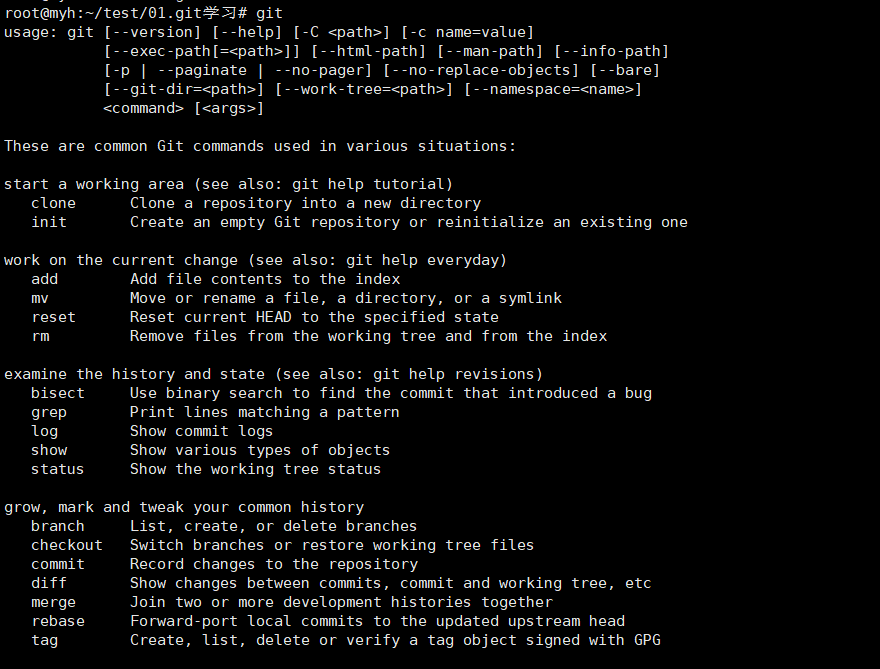 root@myh:~/test/01.git学习# git
usage: git [--version] [--help] [-C <path>] [-c name=value]
           [--exec-path[=<path>]] [--html-path] [--man-path] [--info-path]
           [-p | --paginate | --no-pager] [--no-replace-objects] [--bare]
           [--git-dir=<path>] [--work-tree=<path>] [--namespace=<name>]
           <command> [<args>]

These are common Git commands used in various situations:

start a working area (see also: git help tutorial)
   clone      Clone a repository into a new directory
   init       Create an empty Git repository or reinitialize an existing one

work on the current change (see also: git help everyday)
   add        Add file contents to the index
   mv         Move or rename a file, a directory, or a symlink
   reset      Reset current HEAD to the specified state
   rm         Remove files from the working tree and from the index

examine the history and state (see also: git help revisions)
   bisect     Use binary search to find the commit that introduced a bug
   grep       Print lines matching a pattern
   log        Show commit logs
   show       Show various types of objects
   status     Show the working tree status

grow, mark and tweak your common history
   branch     List, create, or delete branches
   checkout   Switch branches or restore working tree files
   commit     Record changes to the repository
   diff       Show changes between commits, commit and working tree, etc
   merge      Join two or more development histories together
   rebase     Forward-port local commits to the updated upstream head
   tag        Create, list, delete or verify a tag object signed with GPG